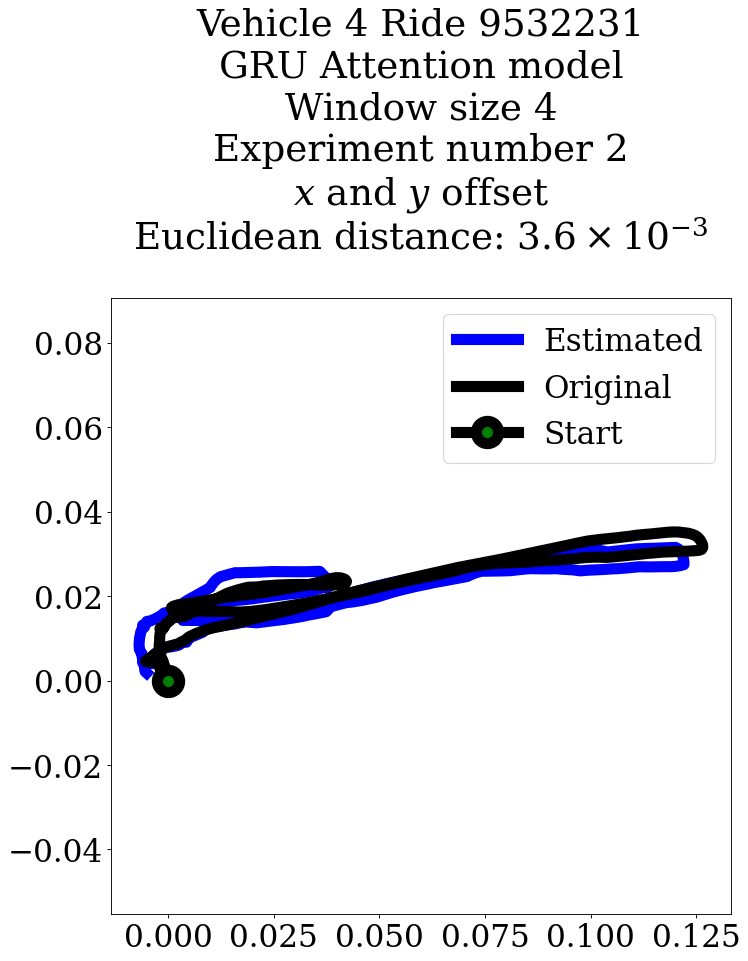 Vehicle 4 Ride 9532231
GRU Attention model
Window size 4
Experiment number 2
x and y offset
Euclidean distance: 3.6 × 10⁻³
Estimated
Original
Start
0.08
0.06
0.04
0.02
0.00
−0.02
−0.04
0.000 0.025 0.050 0.075 0.100 0.125